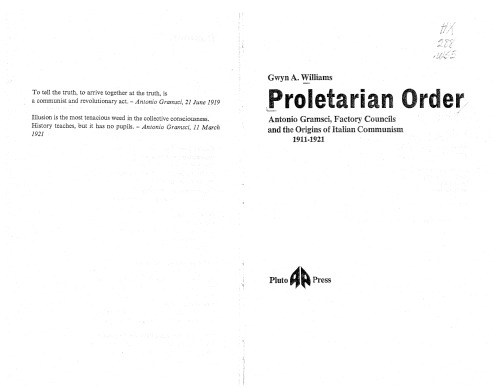 To tell the truth, to arrive together at the truth, is
a communist and revolutionary act. – Antonio Gramsci, 21 June 1919
Illusion is the most tenacious weed in the collective consciousness.
History teaches, but it has no pupils. – Antonio Gramsci, 11 March
1921
HX
288
Gwyn A. Williams
Proletarian Order
Antonio Gramsci, Factory Councils
and the Origins of Italian Communism
1911-1921
Pluto Press